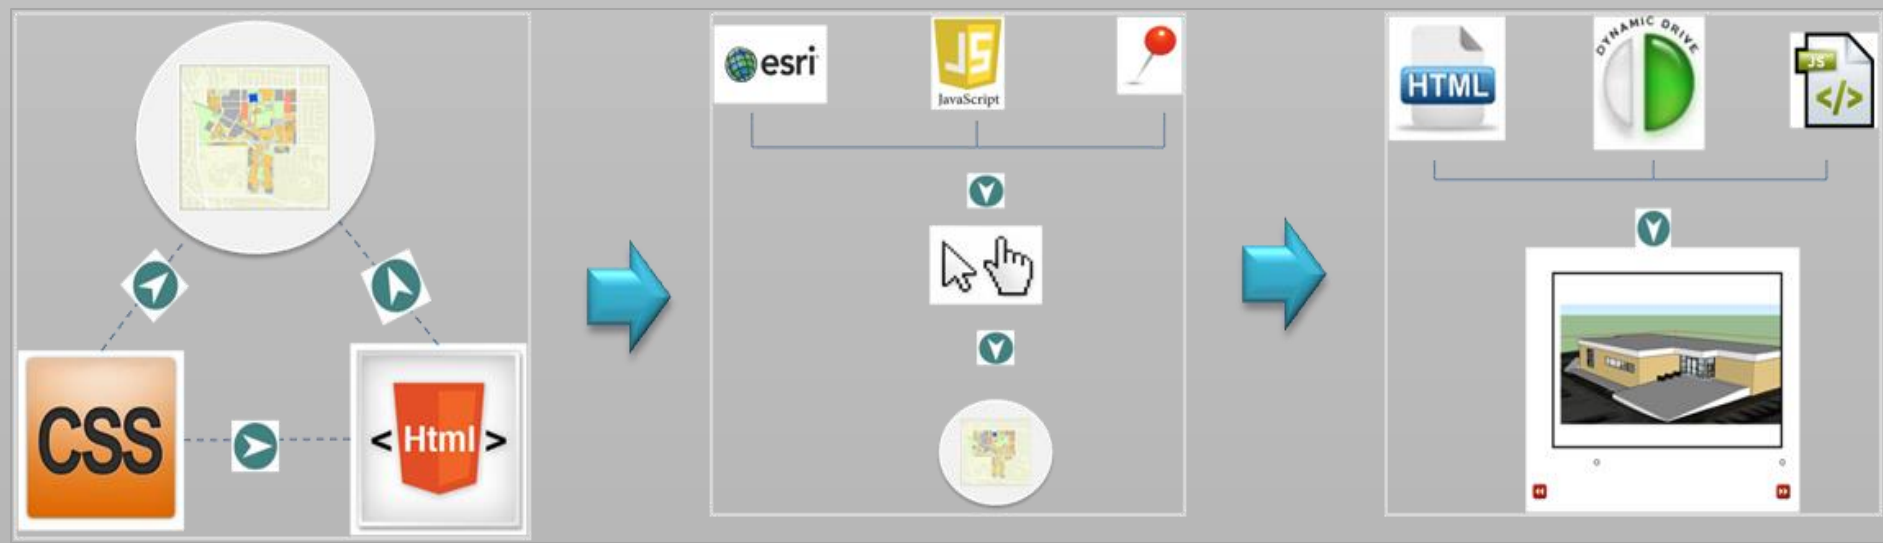 CSS
< Html >
esri
JS
JavaScript
HTML
DYNAMIC DRIVE
JS
</>